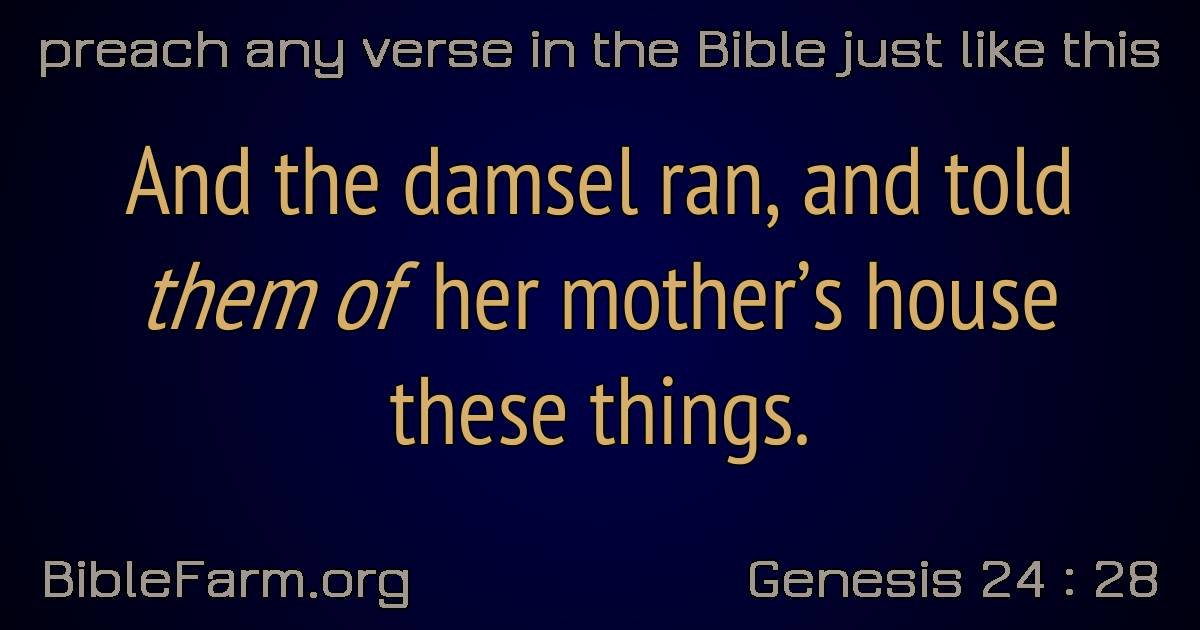 preach any verse in the Bible just like this
And the damsel ran, and told
them of her mother’s house
these things.
BibleFarm.org
Genesis 24 : 28